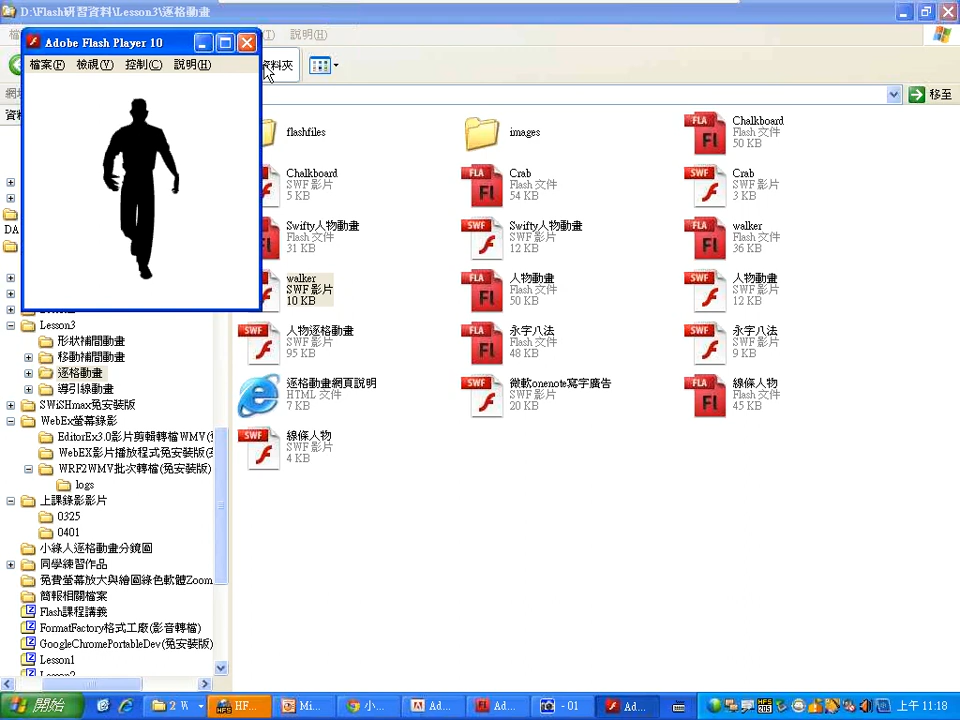 D:\Flash研習資料\Lesson3\逐格動畫
Adobe Flash Player 10
檔案(F) 檢視(V) 控制(C) 說明(H)
說明(H)
資料夾
移至
flashfiles
images
Chalkboard
Flash 文件
50 KB
Chalkboard
SWF 影片
5 KB
Crab
Flash 文件
54 KB
Crab
SWF 影片
3 KB
Swifty人物動畫
Flash 文件
31 KB
Swifty人物動畫
SWF 影片
12 KB
walker
Flash 文件
36 KB
walker
SWF 影片
10 KB
人物動畫
Flash 文件
50 KB
人物動畫
SWF 影片
12 KB
人物逐格動畫
SWF 影片
95 KB
永字八法
Flash 文件
48 KB
永字八法
SWF 影片
9 KB
逐格動畫網頁說明
HTML 文件
7 KB
微軟onenote寫字廣告
SWF 影片
20 KB
線條人物
Flash 文件
45 KB
線條人物
SWF 影片
4 KB
DA
Lesson3
形狀補間動畫
移動補間動畫
逐格動畫
導引線動畫
SWiSHmax免安裝版
WebEx螢幕錄影
EditorEx3.0影片剪輯轉檔WMV(
WebEX影片播放程式免安裝版(
WRF2WMV批次轉檔(免安裝版)
logs
上課錄影影片
0325
0401
小綠人逐格動畫分鏡圖
同學練習作品
免費螢幕放大與繪圖綠色軟體Zoom
簡報相關檔案
Flash課程講義
FormatFactory格式工廠(影音轉檔)
GoogleChromePortableDev(免安裝版)
Lesson1
Lesson2
開始
2 W
HF...
Mi...
小...
Ad...
Ad...
- 01
Ad...
上午 11:18